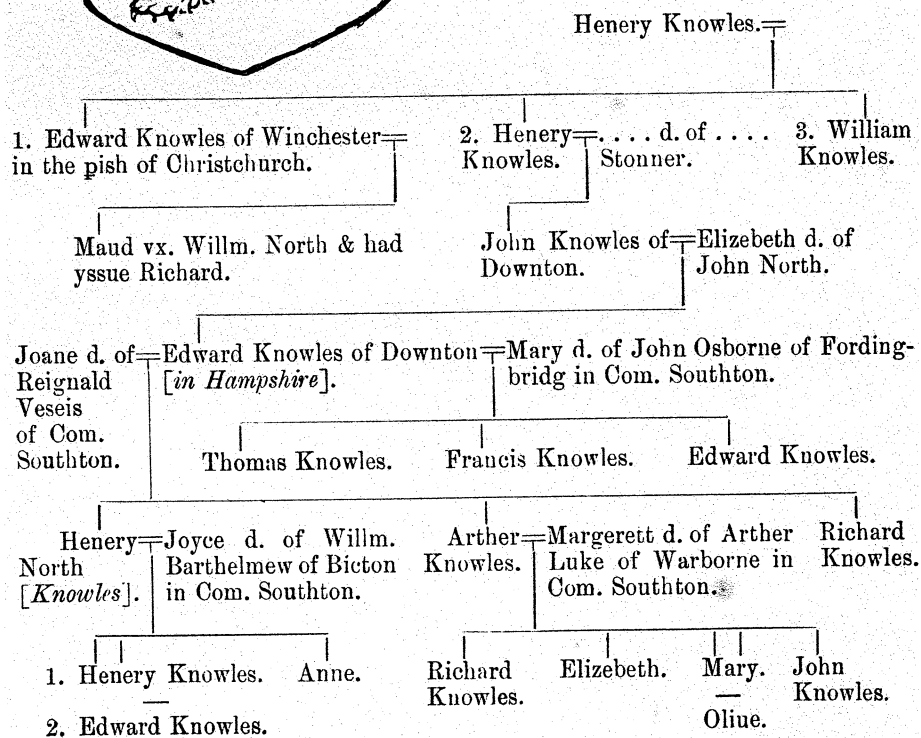 Henery Knowles.
1. Edward Knowles of Winchester
in the pish of Christchurch.
2. Henery
Knowles.
. . . . d. of . . . .
Stonner.
3. William
Knowles.
Maud vx. Willm. North & had
yssue Richard.
John Knowles of
Downton.
Elizebeth d. of
John North.
Joane d. of
Reignald
Veseis
of Com.
Southton.
Edward Knowles of Downton
[in Hampshire].
Mary d. of John Osborne of Fording-
bridg in Com. Southton.
Thomas Knowles.
Francis Knowles.
Edward Knowles.
Henery
North
[Knowles].
Joyce d. of Willm.
Barthelmew of Bicton
in Com. Southton.
Arther
Knowles.
Margerett d. of Arther
Luke of Warborne in
Com. Southton.
Richard
Knowles.
1. Henery Knowles.
2. Edward Knowles.
Anne.
Richard
Knowles.
Elizebeth.
Mary.
Oliue.
John
Knowles.